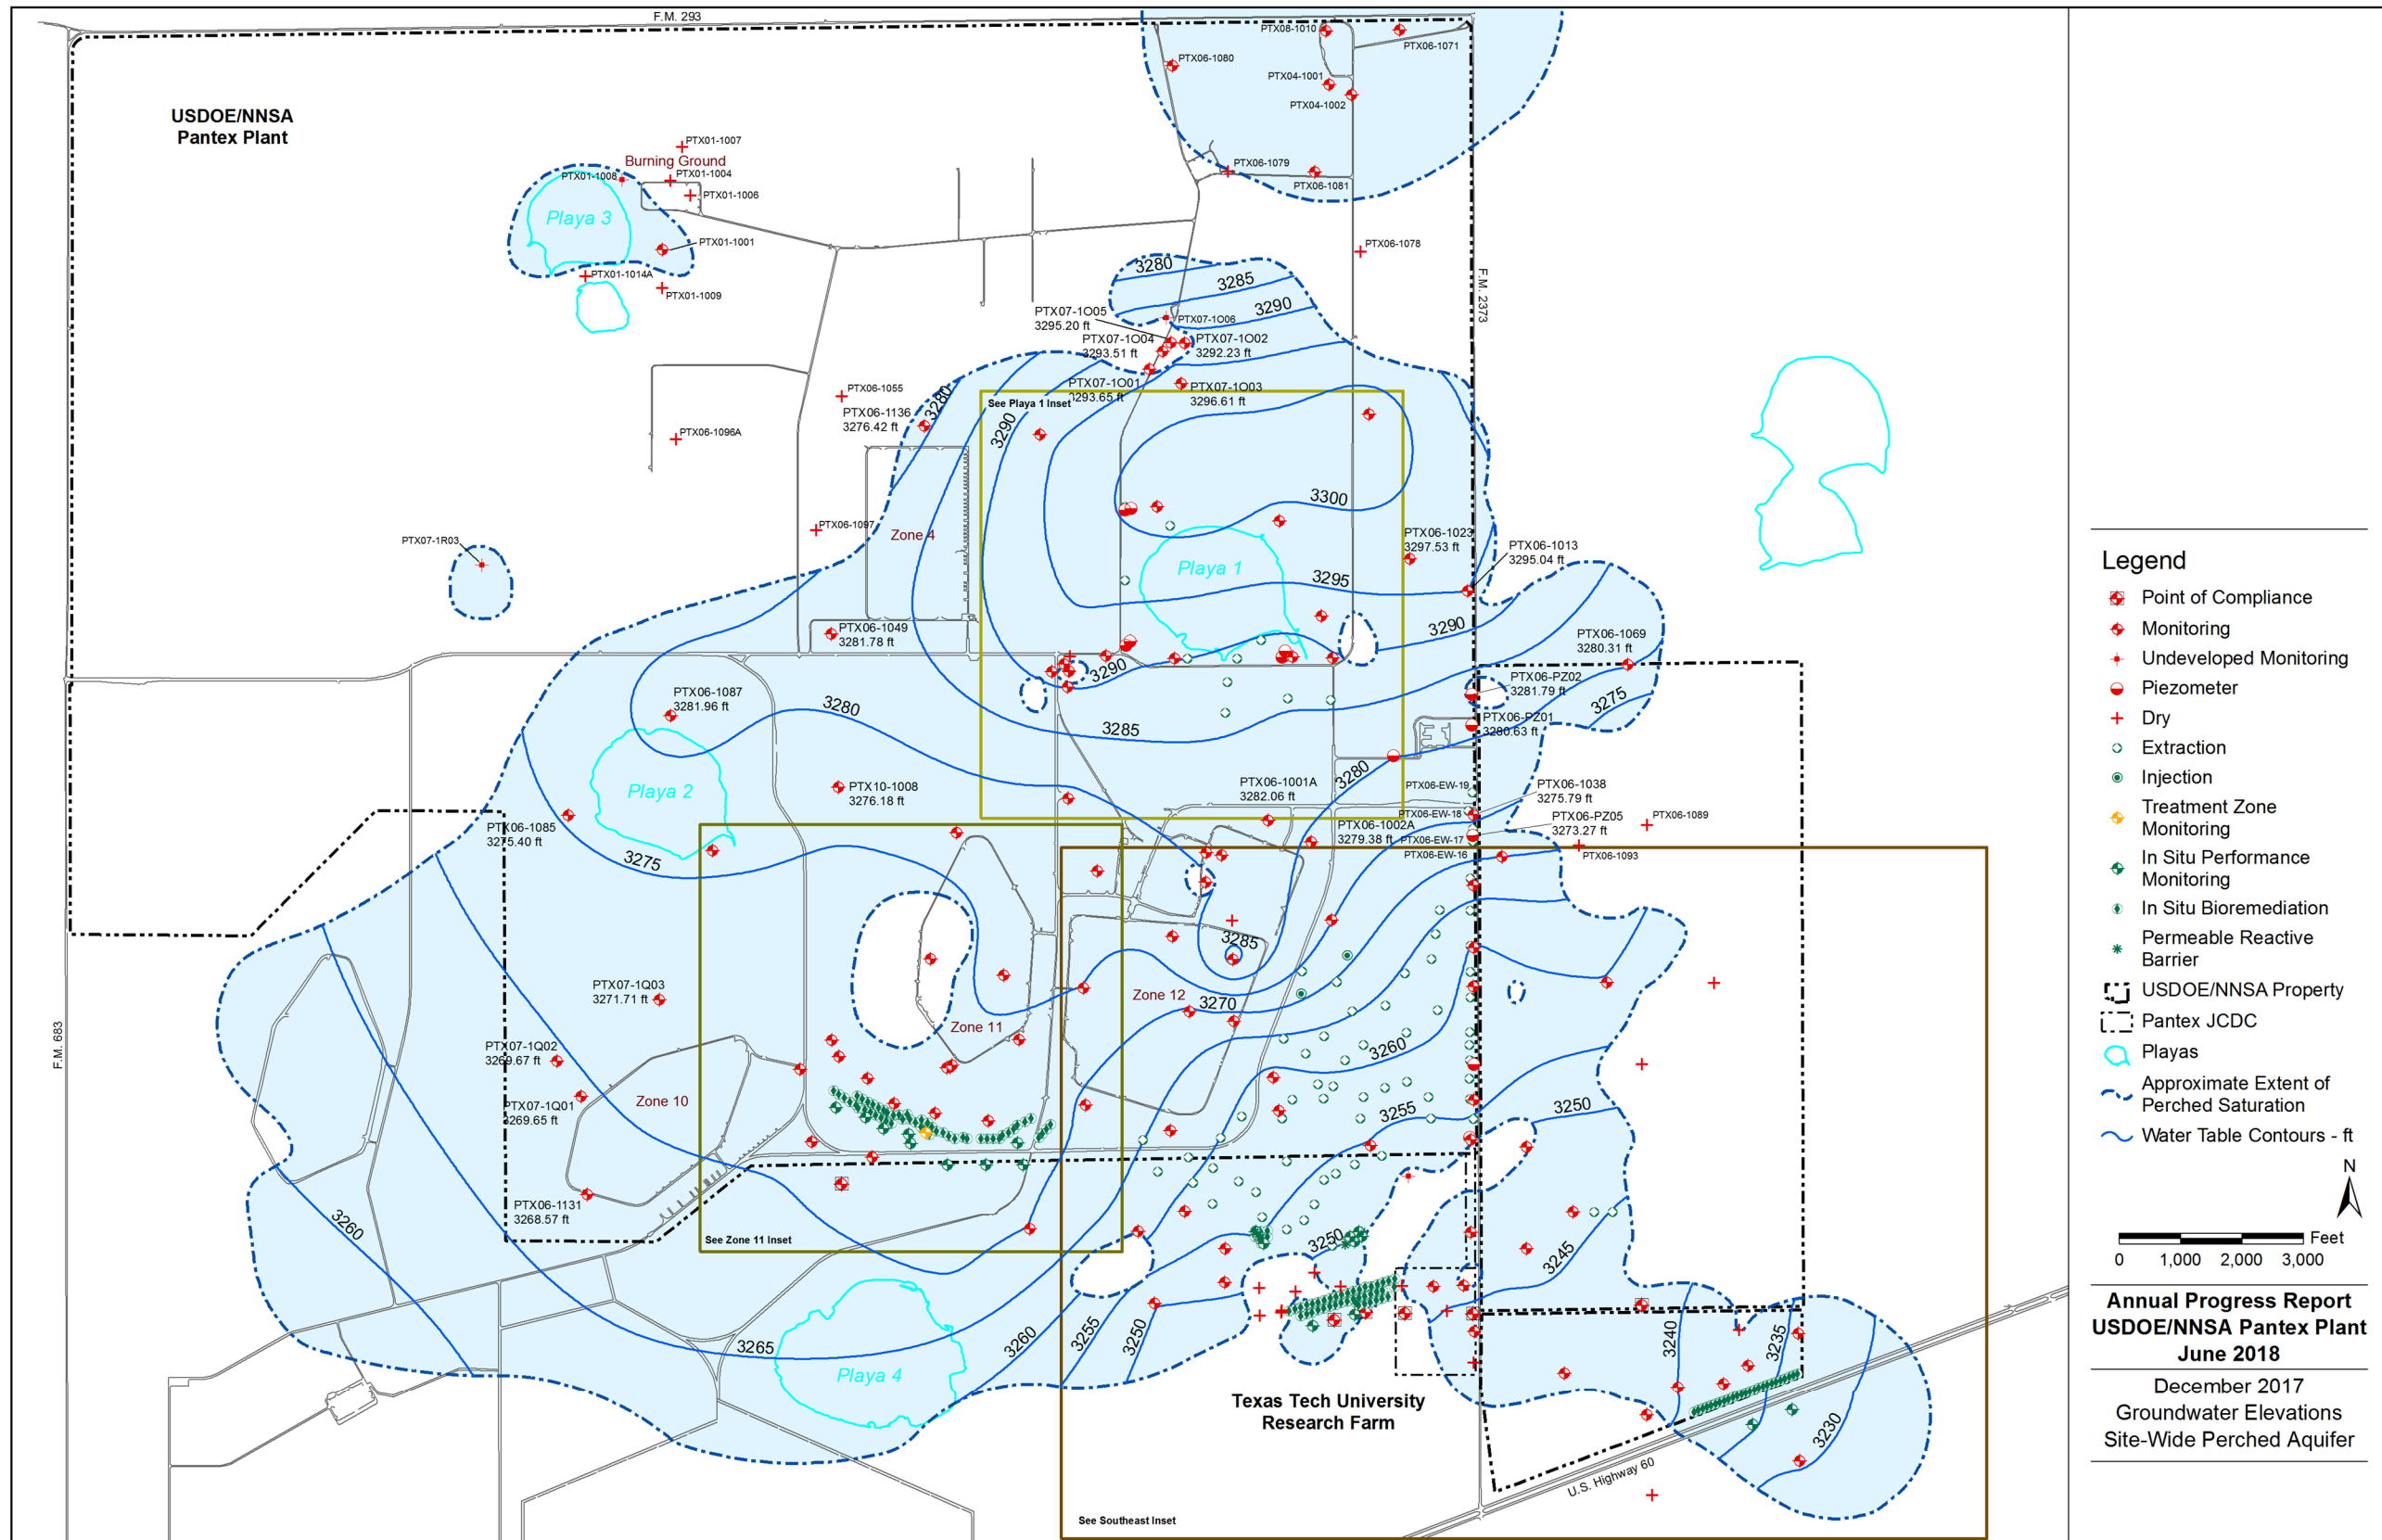 F.M. 293
PTX08-1010
PTX06-1071
PTX06-1080
PTX04-1001
PTX04-1002
USDOE/NNSA
Pantex Plant
PTX01-1007
Burning Ground
PTX01-1008
PTX01-1004
PTX01-1006
PTX06-1079
PTX06-1081
Playa 3
PTX01-1001
PTX06-1078
PTX01-1014A
PTX01-1009
3280
3285
3290
F.M. 2373
PTX07-1O05
3295.20 ft
PTX07-1O06
PTX07-1O04
3293.51 ft
PTX07-1O02
3292.23 ft
PTX07-1O01
3293.65 ft
PTX07-1O03
3296.61 ft
PTX06-1055
PTX06-1136
3276.42 ft
3280
See Playa 1 Inset
3290
PTX06-1096A
3300
PTX06-1097
Zone 4
PTX07-1R03
PTX06-1023
3297.53 ft
PTX06-1013
3295.04 ft
Playa 1
3295
PTX06-1049
3281.78 ft
3290
PTX06-1069
3280.31 ft
3290
PTX06-1087
3281.96 ft
3280
PTX06-PZ02
3281.79 ft
3275
3285
PTX06-PZ01
3280.63 ft
Playa 2
PTX10-1008
3276.18 ft
PTX06-1001A
3282.06 ft
3280
PTX06-EW-19
PTX06-1038
3275.79 ft
PTX06-1085
3275.40 ft
PTX06-1002A
3279.38 ft
PTX06-EW-18
PTX06-EW-17
PTX06-EW-16
PTX06-PZ05
3273.27 ft
PTX06-1089
PTX06-1093
3275
3285
PTX07-1Q03
3271.71 ft
Zone 12
3270
Zone 11
F.M. 683
PTX07-1Q02
3269.67 ft
3260
PTX07-1Q01
3269.65 ft
Zone 10
3255
3250
PTX06-1131
3268.57 ft
3260
See Zone 11 Inset
3250
3245
3265
3260
3255
3250
3240
3235
Playa 4
Texas Tech University
Research Farm
3230
U.S. Highway 60
See Southeast Inset
Legend
Point of Compliance
Monitoring
Undeveloped Monitoring
Piezometer
Dry
Extraction
Injection
Treatment Zone
Monitoring
In Situ Performance
Monitoring
In Situ Bioremediation
Permeable Reactive
Barrier
USDOE/NNSA Property
Pantex JCDC
Playas
Approximate Extent of
Perched Saturation
Water Table Contours - ft
N
Feet
0 1,000 2,000 3,000
Annual Progress Report
USDOE/NNSA Pantex Plant
June 2018
December 2017
Groundwater Elevations
Site-Wide Perched Aquifer